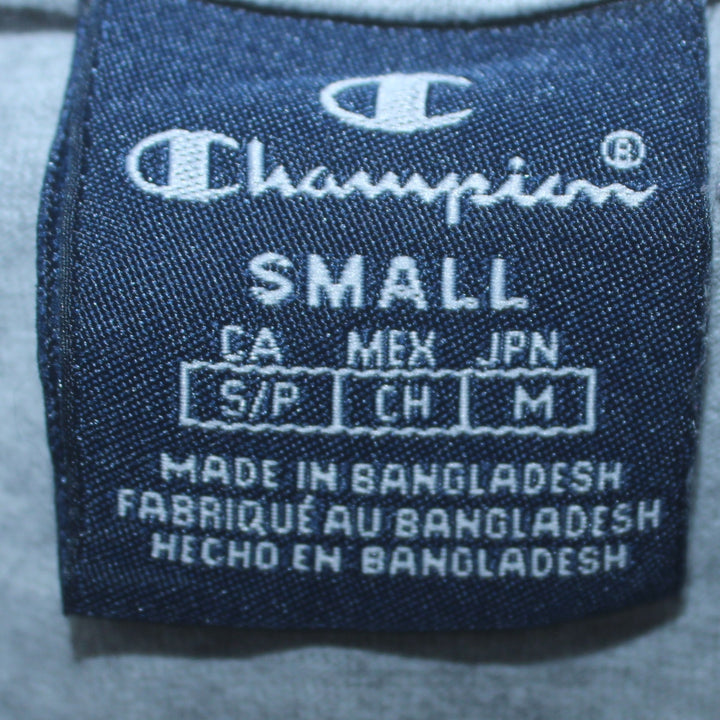 C
Champion®
SMALL
CA MEX JPN
S/P CH M
MADE IN BANGLADESH
FABRIQUÉ AU BANGLADESH
HECHO EN BANGLADESH